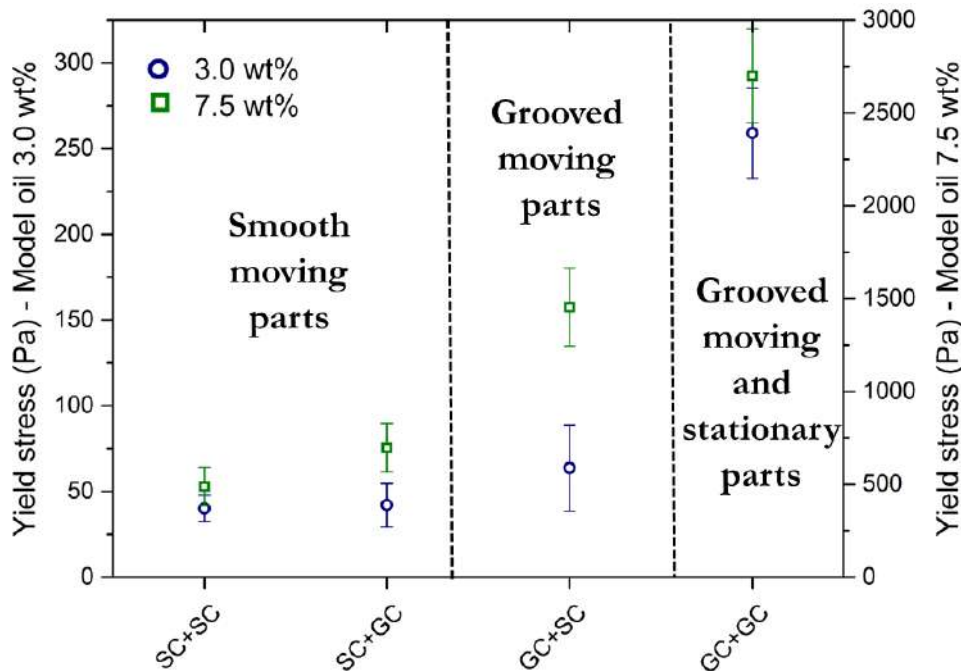 Yield stress (Pa) - Model oil 3.0 wt%
300
250
200
150
100
50
0
3.0 wt%
7.5 wt%
Smooth
moving
parts
Grooved
moving
parts
Grooved
moving
and
stationary
parts
3000
2500
2000
1500
1000
500
0
Yield stress (Pa) - Model oil 7.5 wt%
SC+SC
SC+GC
GC+SC
GC+GC